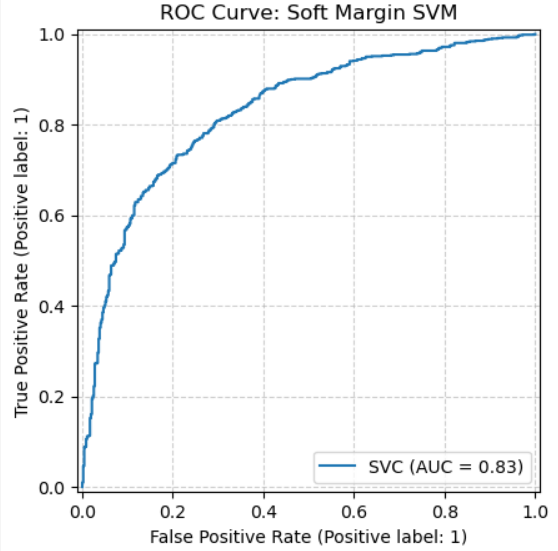 ROC Curve: Soft Margin SVM
True Positive Rate (Positive label: 1)
1.0
0.8
0.6
0.4
0.2
0.0
SVC (AUC = 0.83)
0.0 0.2 0.4 0.6 0.8 1.0
False Positive Rate (Positive label: 1)